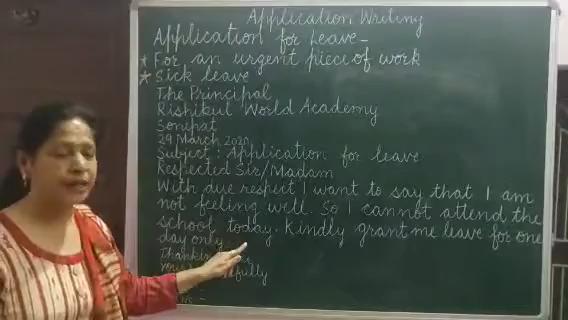 Application Writing
Application for Leave-
* For an urgent piece of work
* Sick leave
The Principal
Rishikul World Academy
Sonipat
29 March 2020
Subject : Application for leave
Respected Sir/Madam
With due respect I want to say that I am
not feeling well. So I cannot attend the
school today. Kindly grant me leave for one
day only